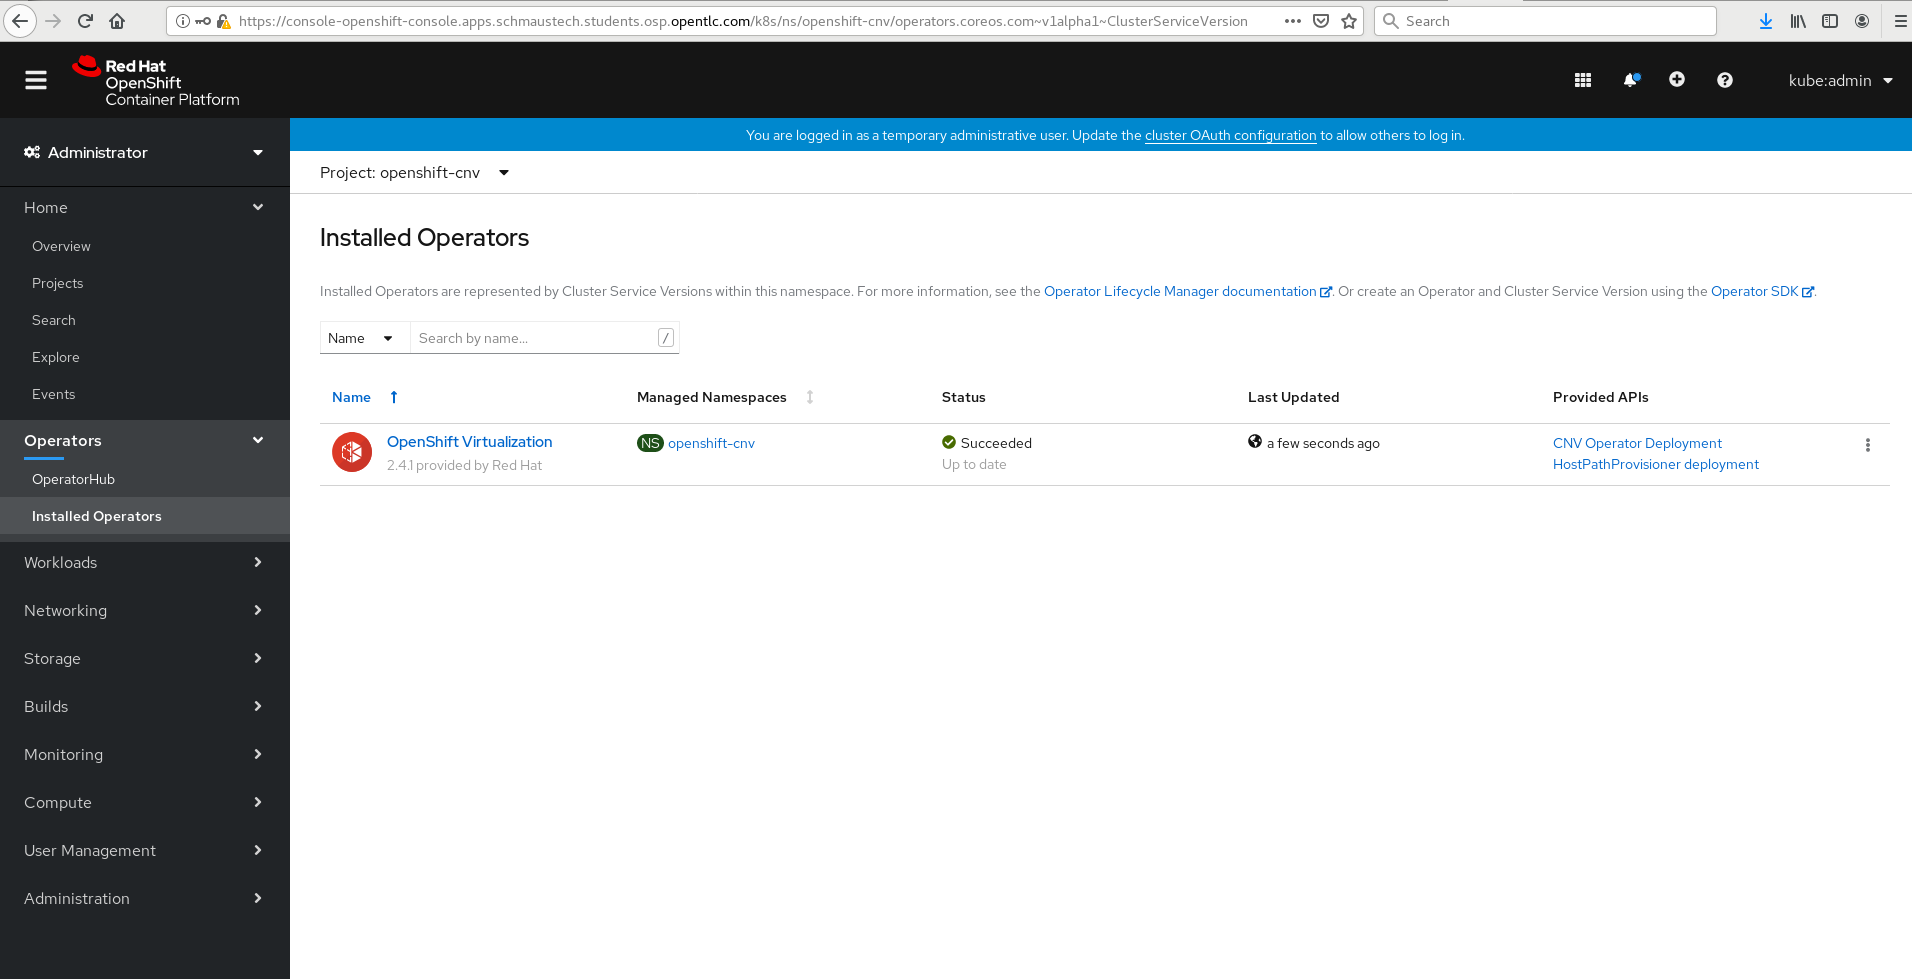 https://console-openshift-console.apps.schmaustech.students.osp.opentlc.com/k8s/ns/openshift-cnv/operators.coreos.com~v1alpha1~ClusterServiceVersion
Search
Red Hat
OpenShift
Container Platform
kube:admin
Administrator
You are logged in as a temporary administrative user. Update the cluster OAuth configuration to allow others to log in.
Project: openshift-cnv
Home
Overview
Projects
Search
Explore
Events
Operators
OperatorHub
Installed Operators
Workloads
Networking
Storage
Builds
Monitoring
Compute
User Management
Administration
Installed Operators
Installed Operators are represented by Cluster Service Versions within this namespace. For more information, see the Operator Lifecycle Manager documentation. Or create an Operator and Cluster Service Version using the Operator SDK.
Name Search by name... /
Name Managed Namespaces Status Last Updated Provided APIs
OpenShift Virtualization NS openshift-cnv Succeeded a few seconds ago CNV Operator Deployment
2.4.1 provided by Red Hat Up to date HostPathProvisioner deployment